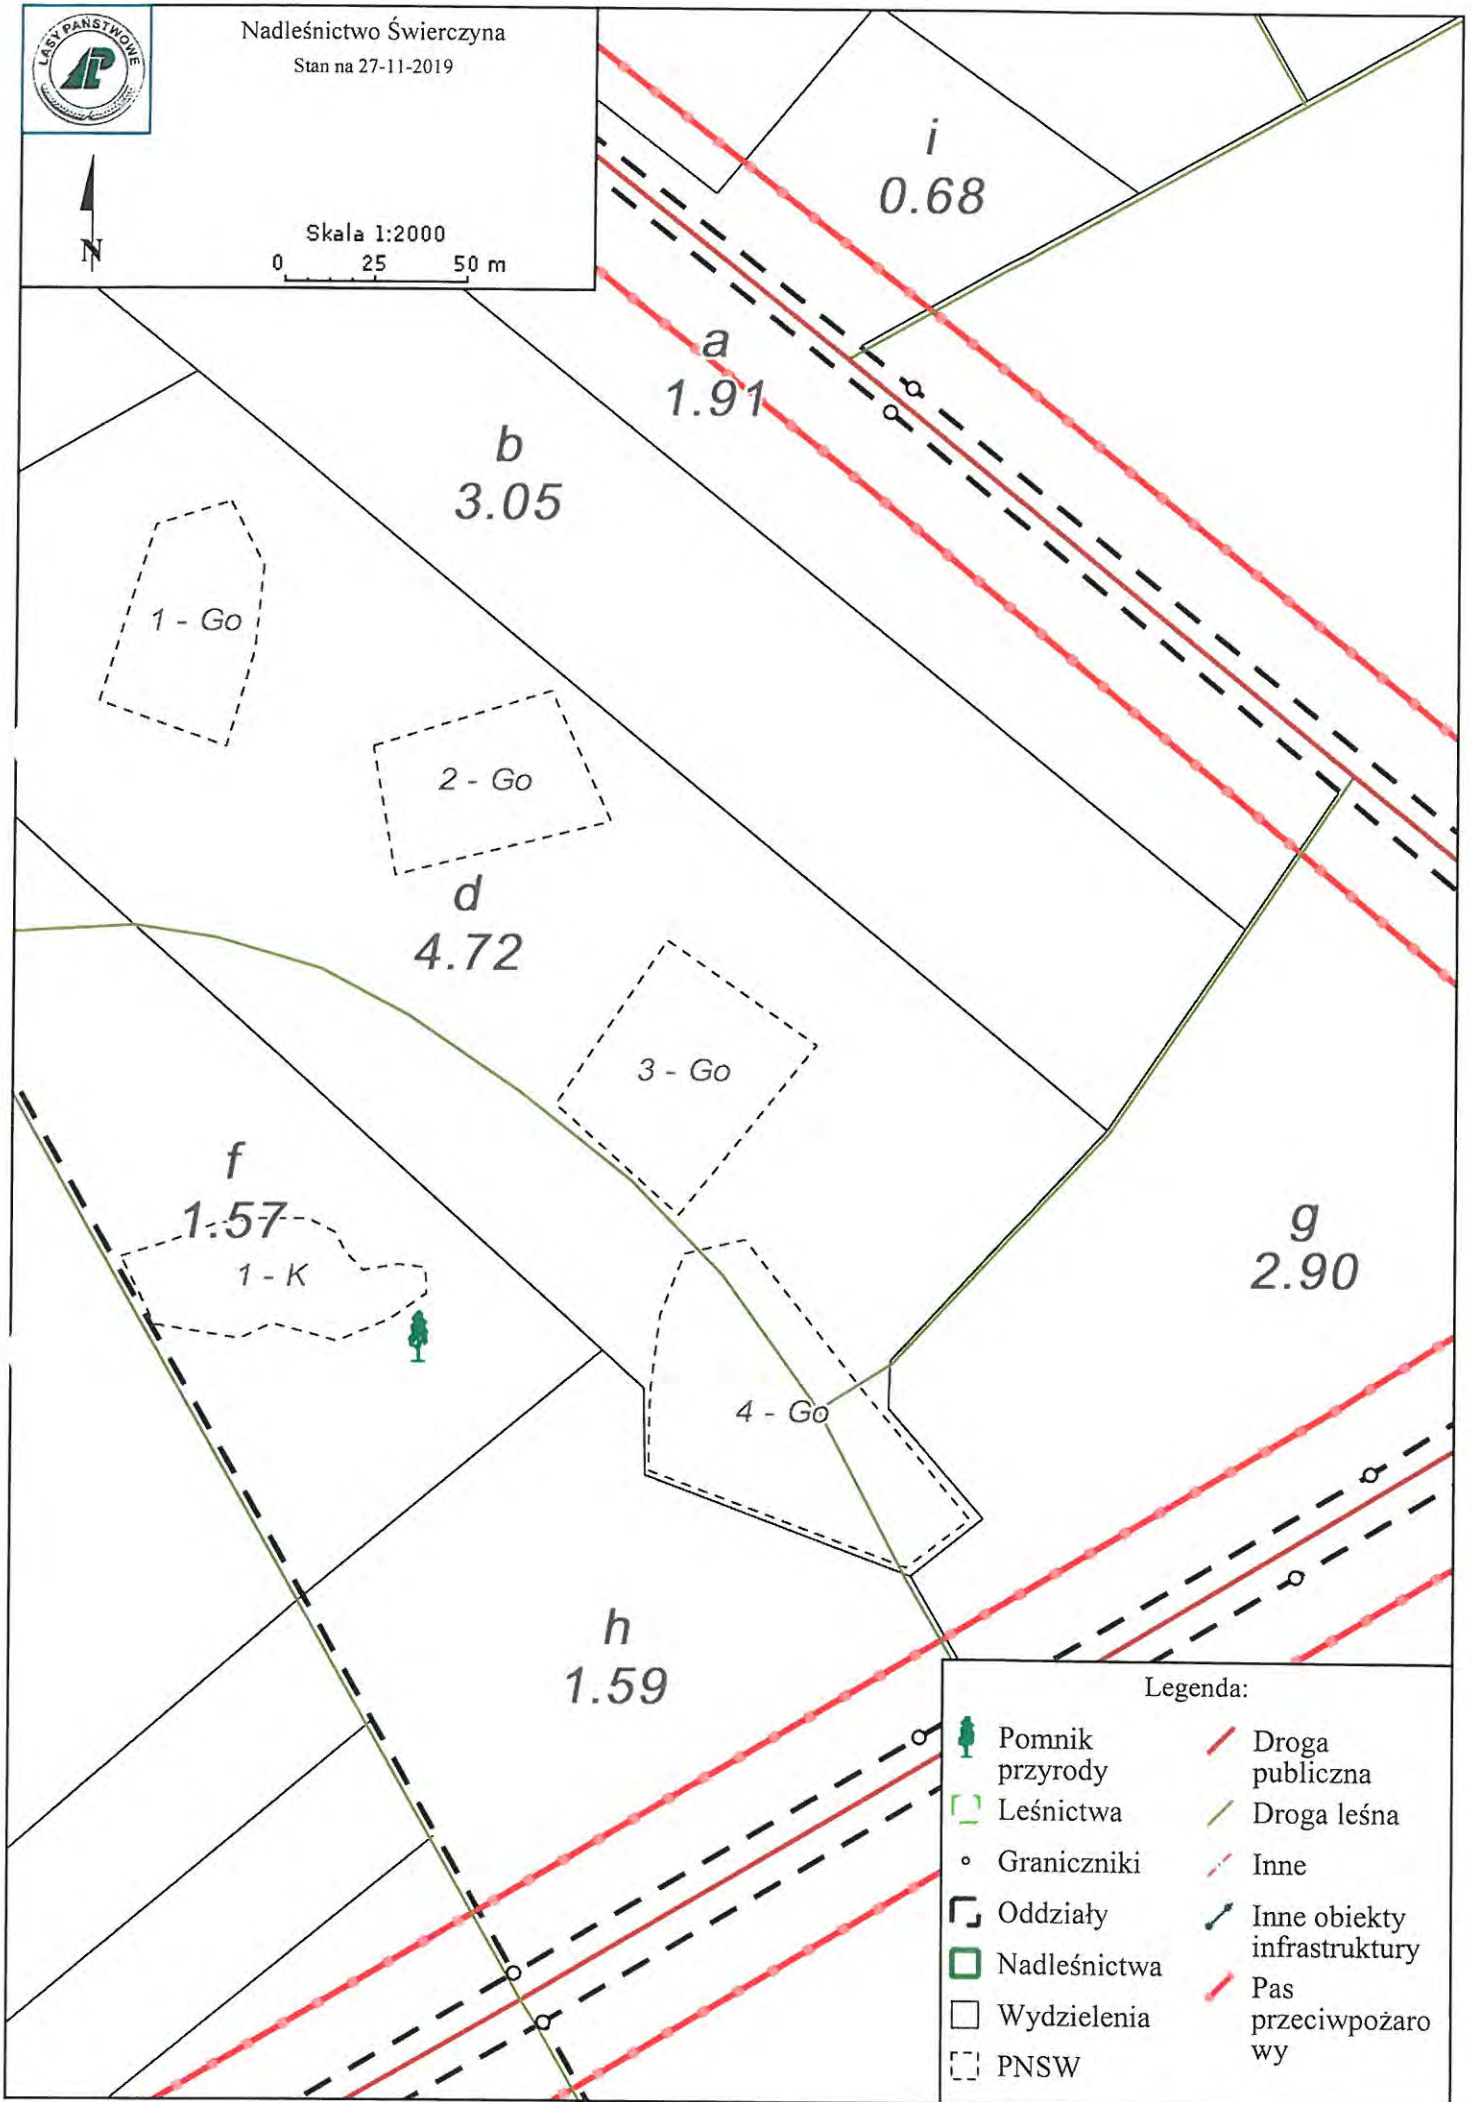 LASY PAŃSTWOWE
Nadleśnictwo Świerczyna
Stan na 27-11-2019
N
Skala 1:2000
0 25 50 m
i
0.68
a
1.91
b
3.05
1 - Go
2 - Go
d
4.72
3 - Go
f
1.57
1 - K
g
2.90
4 - Go
h
1.59
Legenda:
Pomnik
przyrody
Leśnictwa
Graniczniki
Oddziały
Nadleśnictwa
Wydzielenia
PNSW
Droga
publiczna
Droga leśna
Inne
Inne obiekty
infrastruktury
Pas
przeciwpożaro
wy